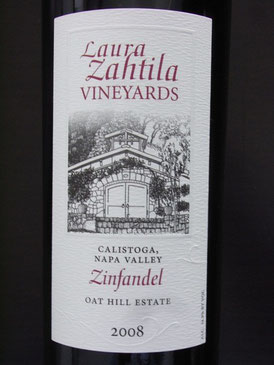 Laura
Zahtila
VINEYARDS
CALISTOGA,
NAPA VALLEY
Zinfandel
OAT HILL ESTATE
2008